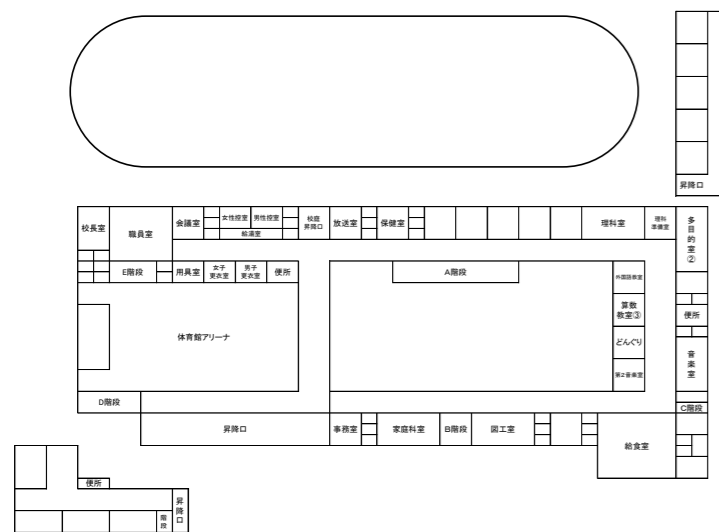 昇降口
校長室
職員室
会議室
女性控室
男性控室
給湯室
校庭
昇降口
放送室
保健室
理科室
理科
準備室
多
目
的
室
②
E階段
用具室
女子
更衣室
男子
更衣室
便所
A階段
外国語教室
算数
教室③
どんぐり
第2音楽室
便所
音
楽
室
体育館アリーナ
D階段
C階段
昇降口
事務室
家庭科室
B階段
図工室
給食室
便所
階
段
昇
降
口